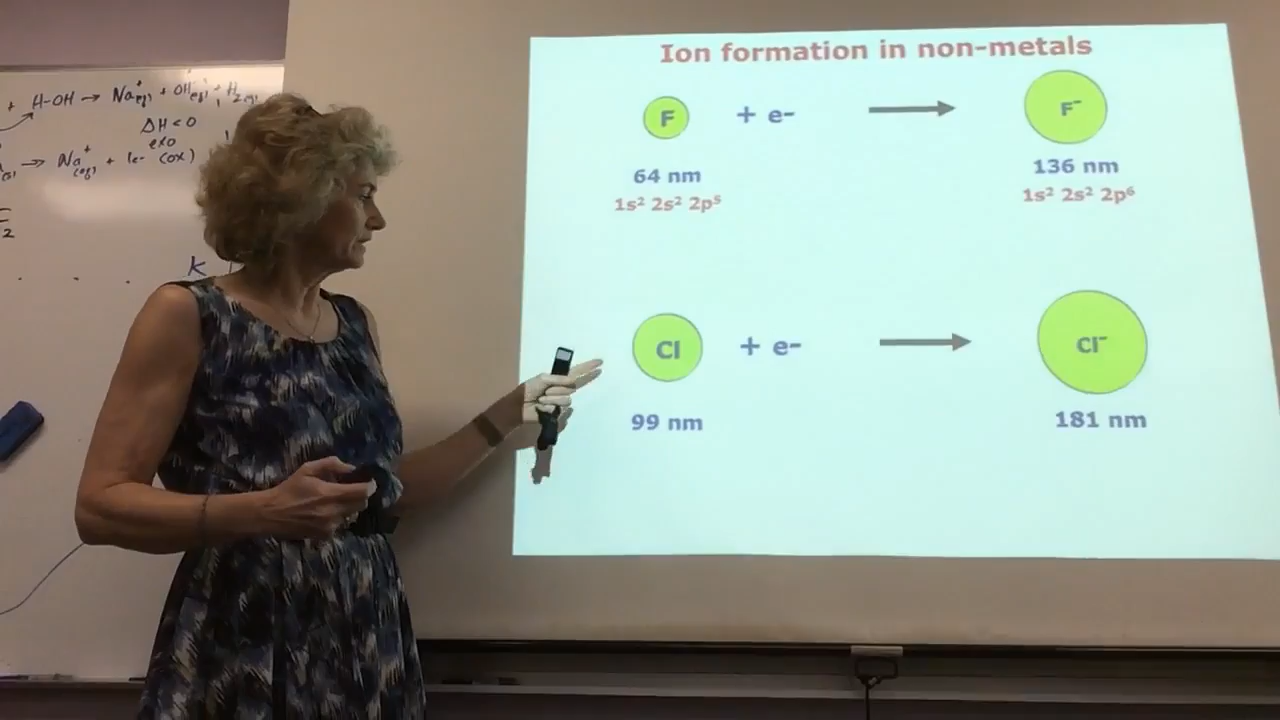 Ion formation in non-metals
F + e- F⁻
64 nm 136 nm
1s² 2s² 2p⁵ 1s² 2s² 2p⁶
Cl + e- Cl⁻
99 nm 181 nm
+ H-OH → Na⁺(aq) + OH⁻(aq) + H₂(g)
ΔH < 0
exo
→ Na⁺(aq) + 1e- (ox)
2
K